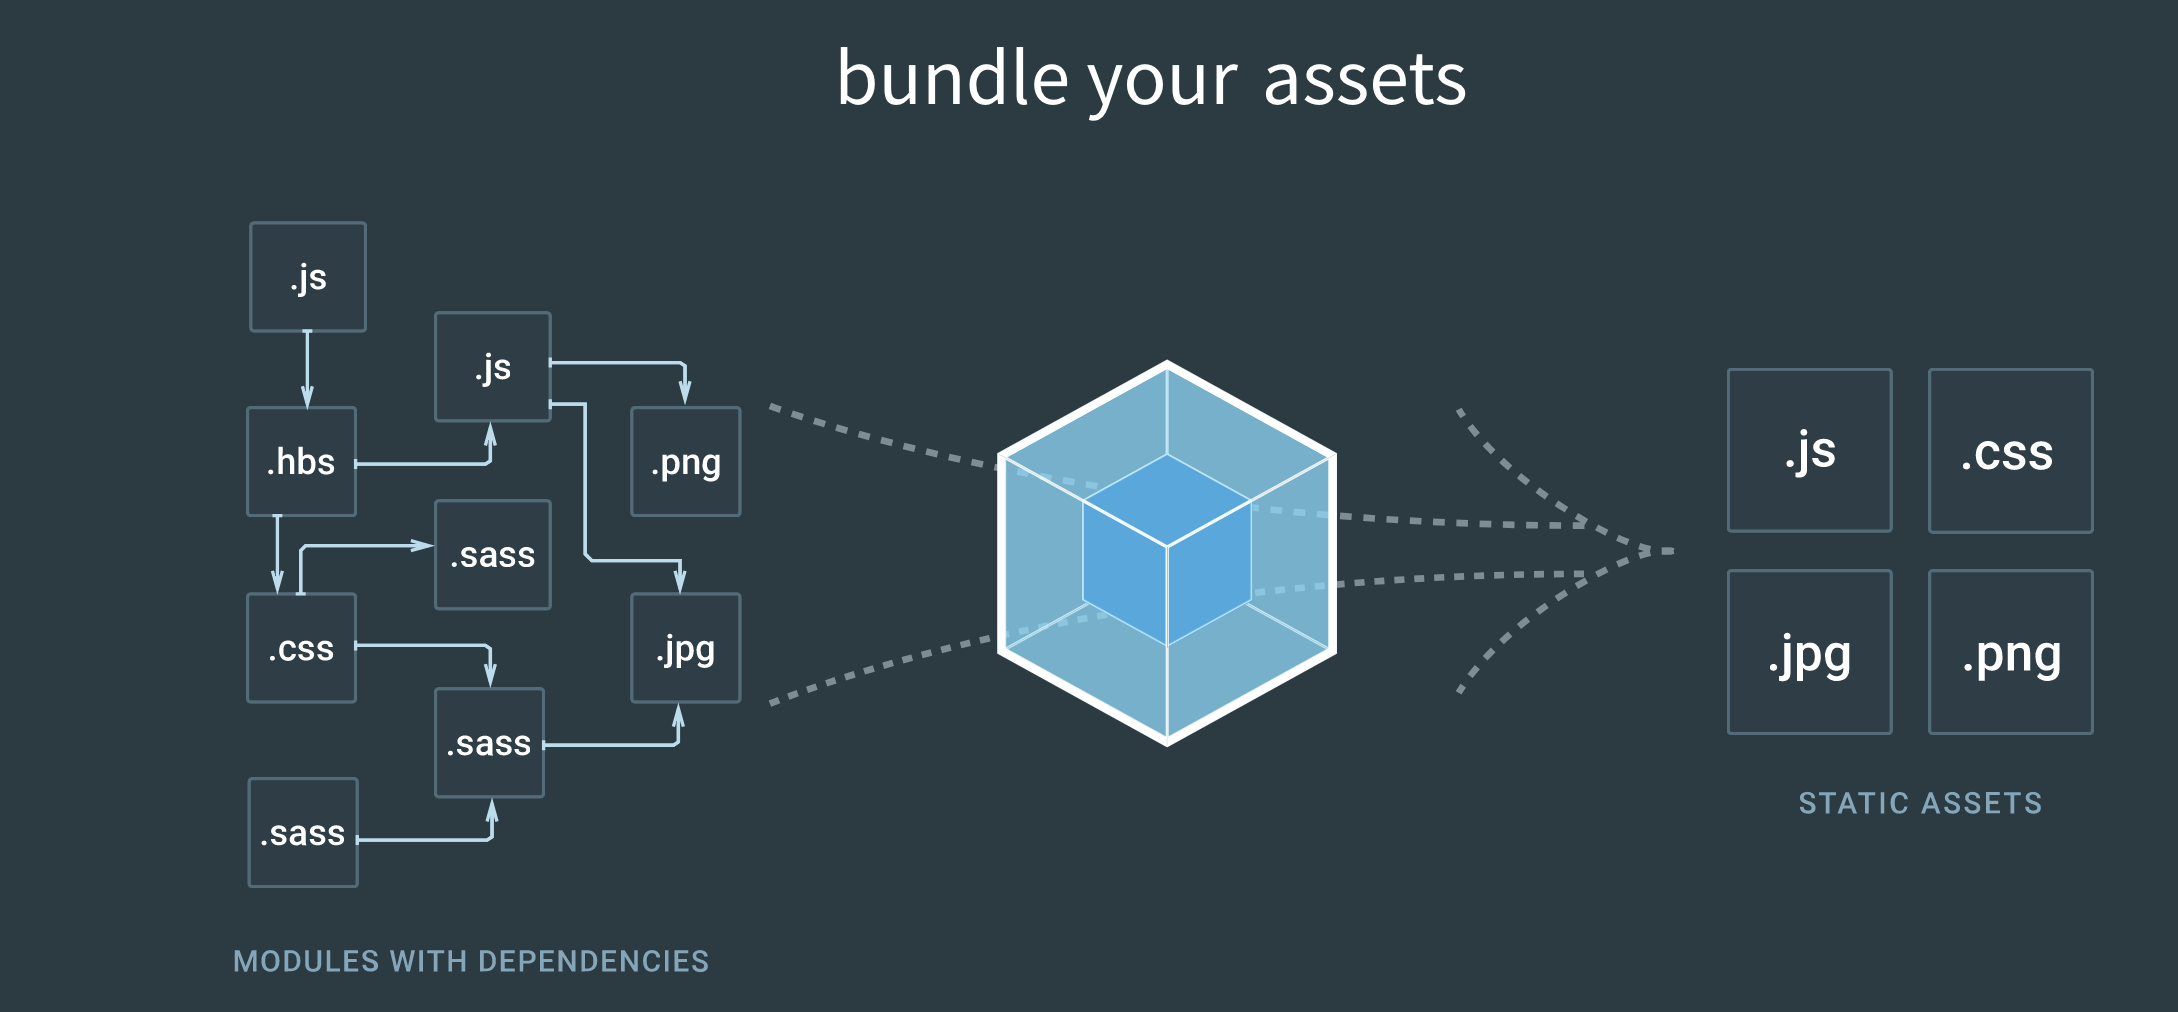 bundle your assets
.js
.js
.hbs
.png
.sass
.css
.jpg
.sass
.sass
MODULES WITH DEPENDENCIES
.js
.css
.jpg
.png
STATIC ASSETS